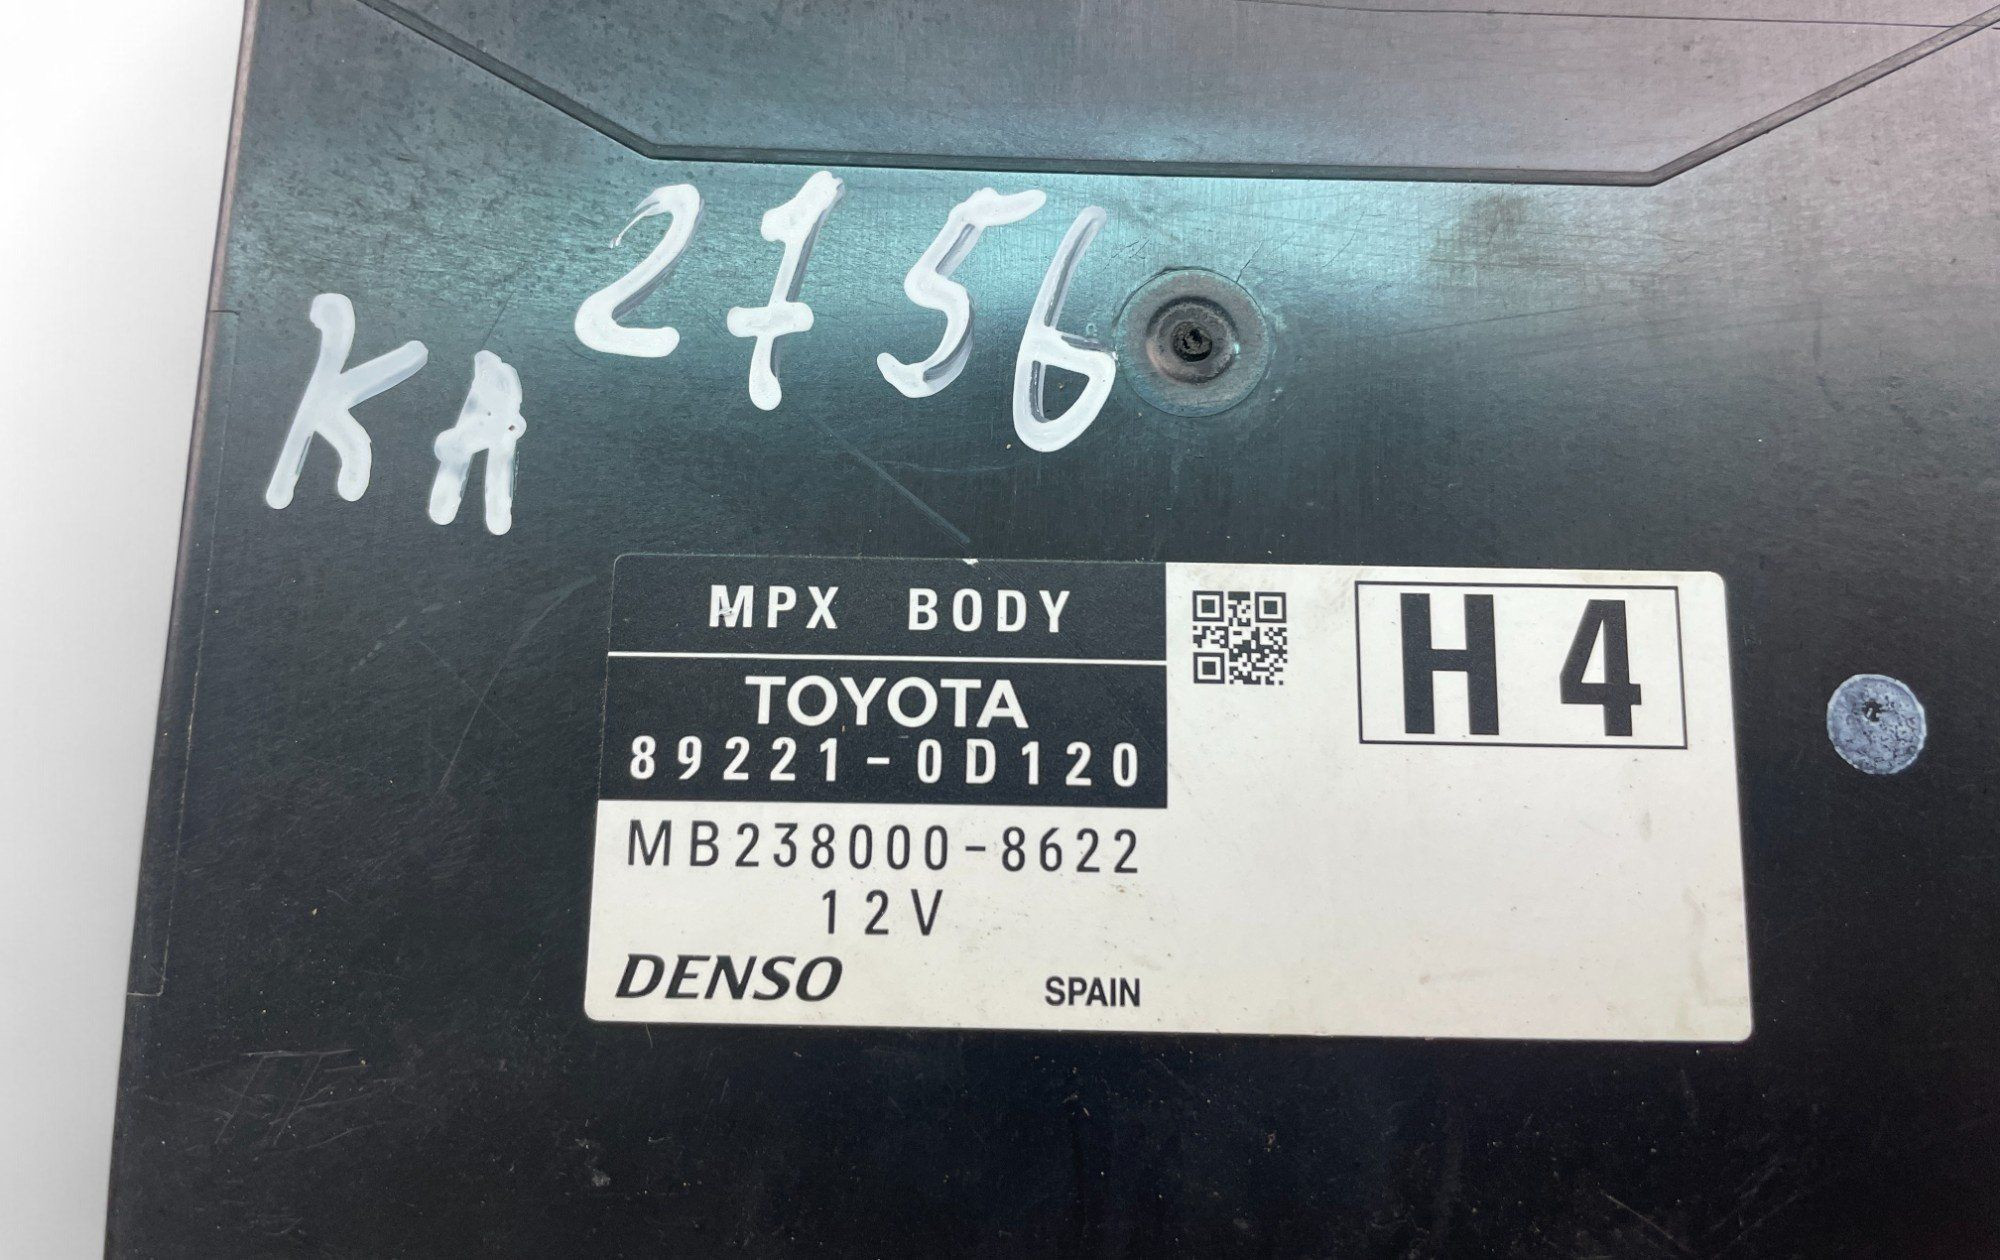 KA 2756
MPX BODY
TOYOTA
89221-0D120
MB238000-8622
12V
DENSO SPAIN
H4